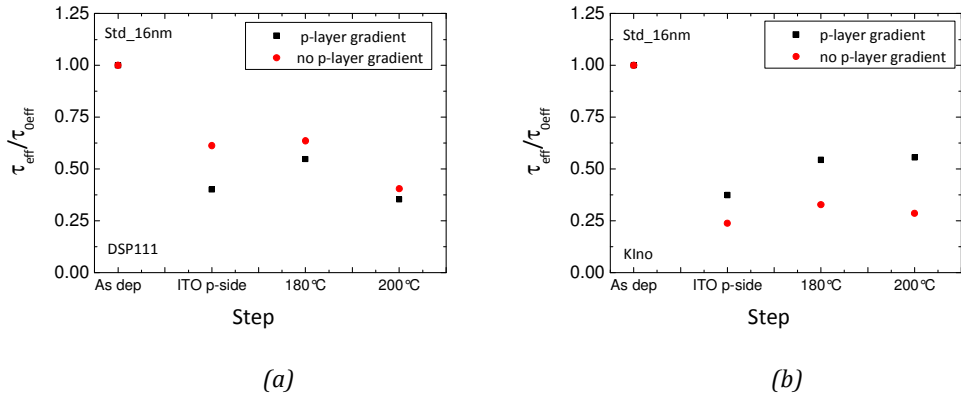 1.25
Std_16nm
p-layer gradient
no p-layer gradient
1.00
0.75
0.50
0.25
0.00
τeff/τ0eff
DSP111
As dep
ITO p-side
180°C
200°C
Step
(a)
1.25
Std_16nm
p-layer gradient
no p-layer gradient
1.00
0.75
0.50
0.25
0.00
τeff/τ0eff
KIno
As dep
ITO p-side
180°C
200°C
Step
(b)